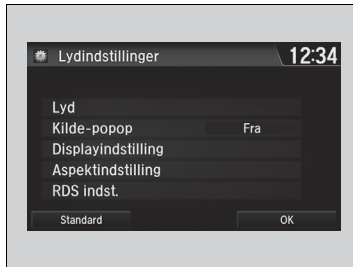 Lydindstillinger 12:34
Lyd
Kilde-popop Fra
Displayindstilling
Aspektindstilling
RDS indst.
Standard OK